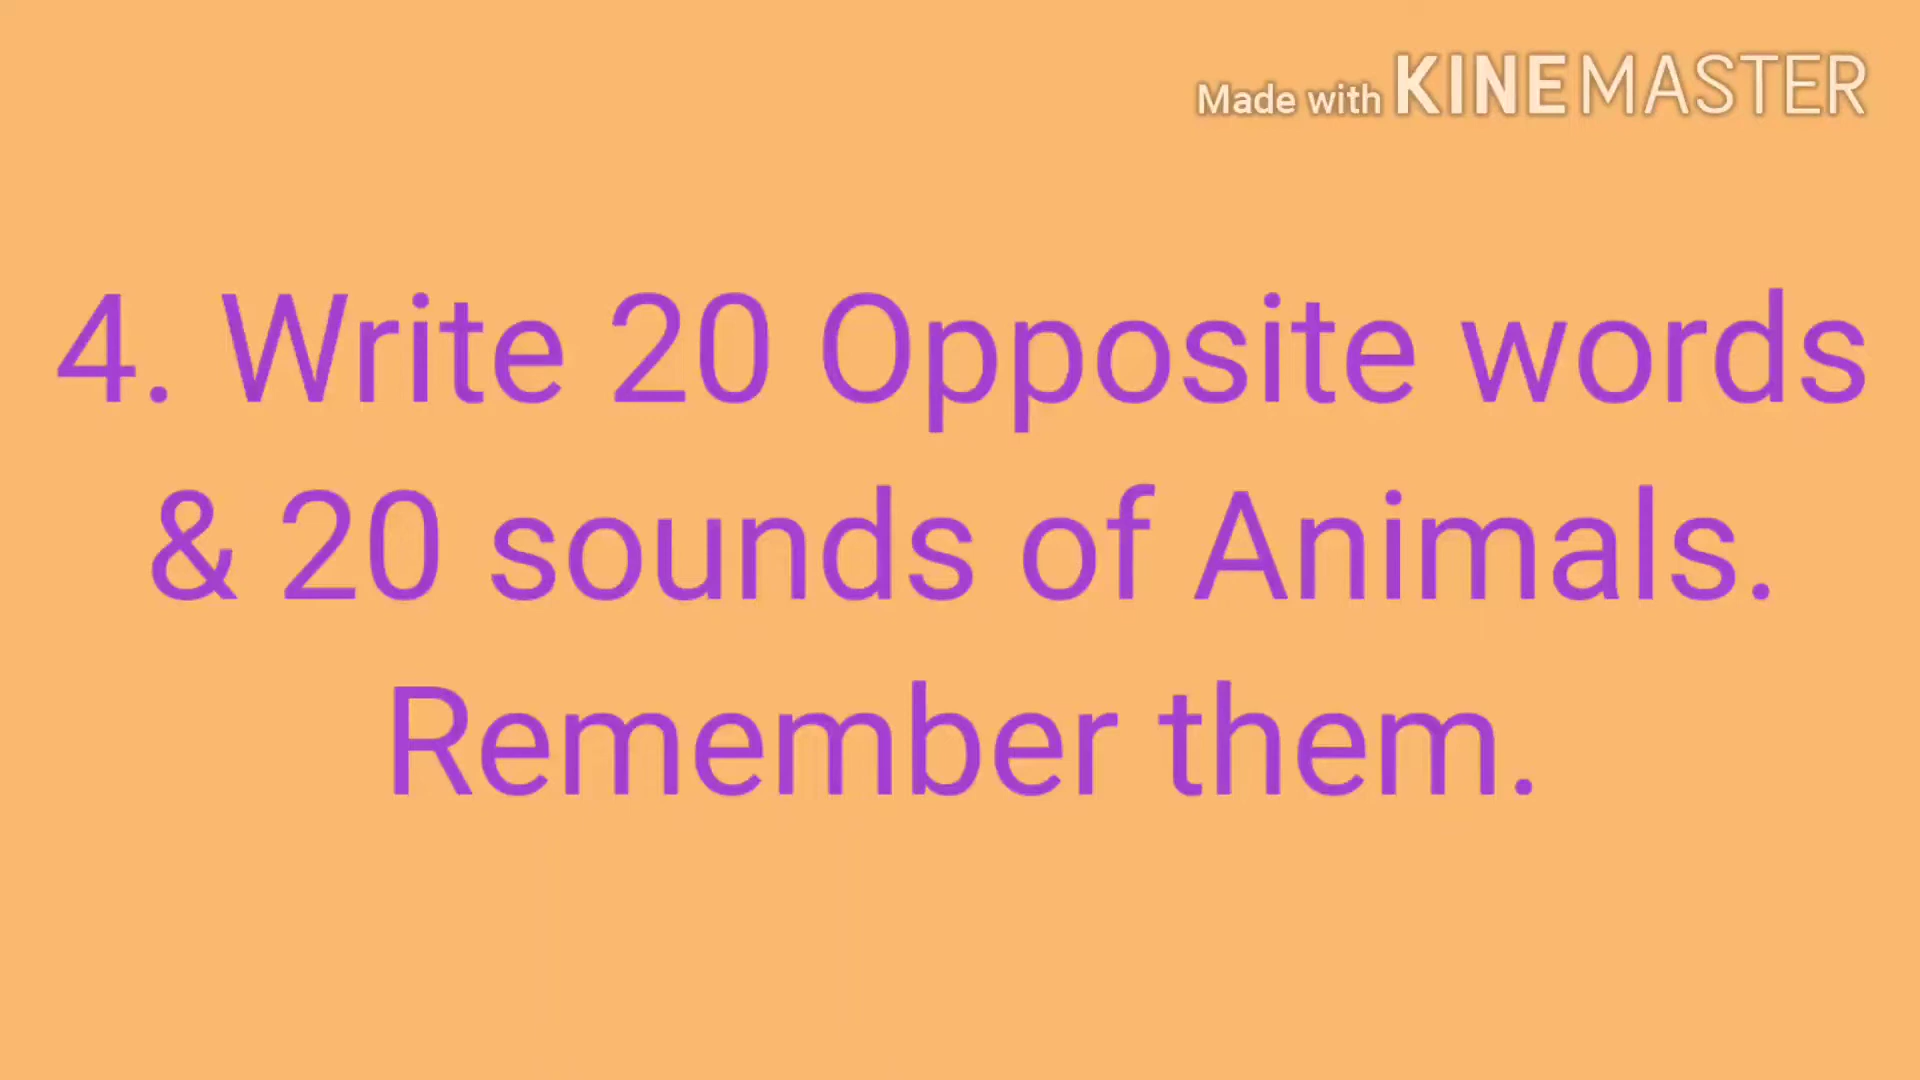 Made with KINEMASTER
4. Write 20 Opposite words
& 20 sounds of Animals.
Remember them.